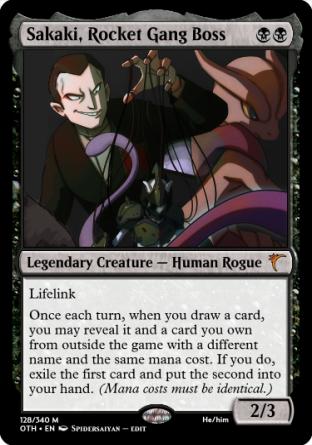 Sakaki, Rocket Gang Boss
Legendary Creature — Human Rogue
Lifelink
Once each turn, when you draw a card,
you may reveal it and a card you own
from outside the game with a different
name and the same mana cost. If you do,
exile the first card and put the second into
your hand. (Mana costs must be identical.)
128/340 M
He/him
2/3
OTH • EN SPIDERSAIYAN — EDIT